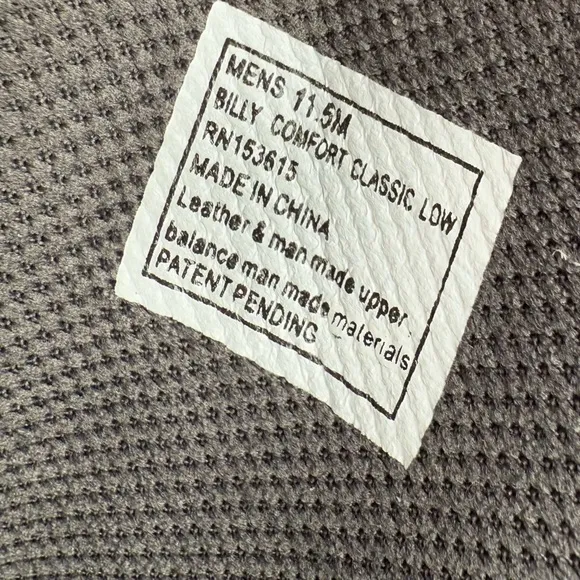 MENS 11.5M
BILLY COMFORT CLASSIC LOW
RN153615
MADE IN CHINA
Leather & man made upper
balance man made materials
PATENT PENDING